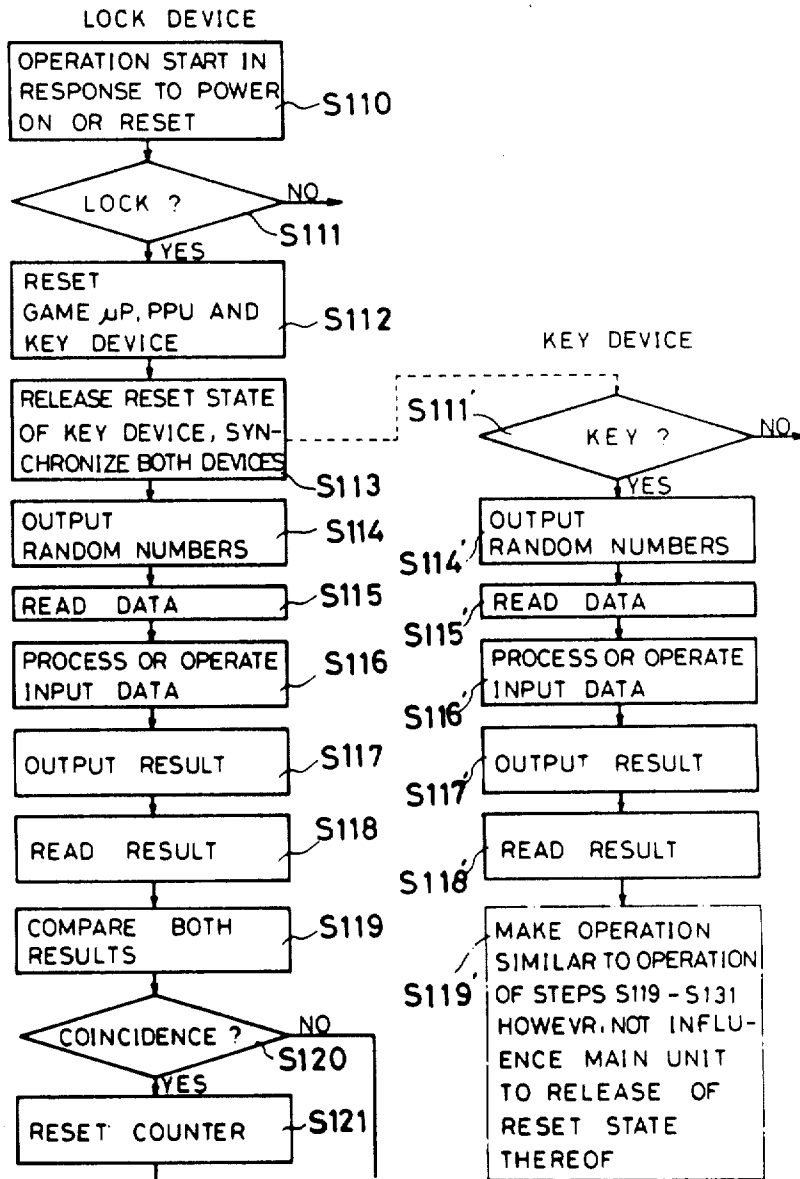 LOCK DEVICE
OPERATION START IN
RESPONSE TO POWER
ON OR RESET
S110
LOCK ?
NO
S111
YES
RESET
GAME μP, PPU AND
KEY DEVICE
S112
RELEASE RESET STATE
OF KEY DEVICE, SYN-
CHRONIZE BOTH DEVICES
S113
OUTPUT
RANDOM NUMBERS
S114
READ DATA
S115
PROCESS OR OPERATE
INPUT DATA
S116
OUTPUT RESULT
S117
READ RESULT
S118
COMPARE BOTH
RESULTS
S119
COINCIDENCE ?
NO
S120
YES
RESET COUNTER
S121
KEY DEVICE
S111'
KEY ?
NO
YES
OUTPUT
RANDOM NUMBERS
S114'
READ DATA
S115'
PROCESS OR OPERATE
INPUT DATA
S116'
OUTPUT RESULT
S117'
READ RESULT
S118'
MAKE OPERATION
SIMILAR TO OPERATION
OF STEPS S119-S131
HOWEVR, NOT INFLU-
ENCE MAIN UNIT
TO RELEASE OF
RESET STATE
THEREOF
S119'